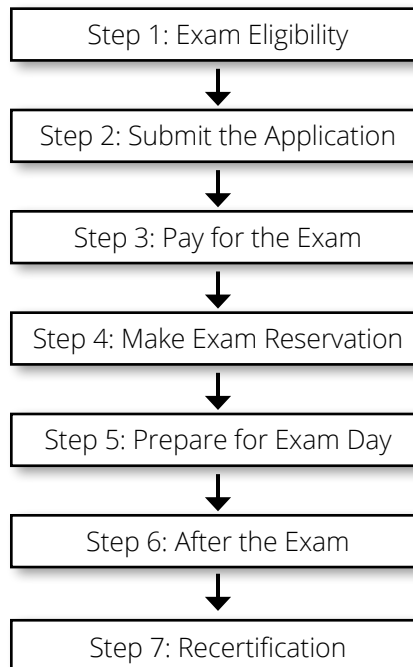 Step 1: Exam Eligibility
Step 2: Submit the Application
Step 3: Pay for the Exam
Step 4: Make Exam Reservation
Step 5: Prepare for Exam Day
Step 6: After the Exam
Step 7: Recertification